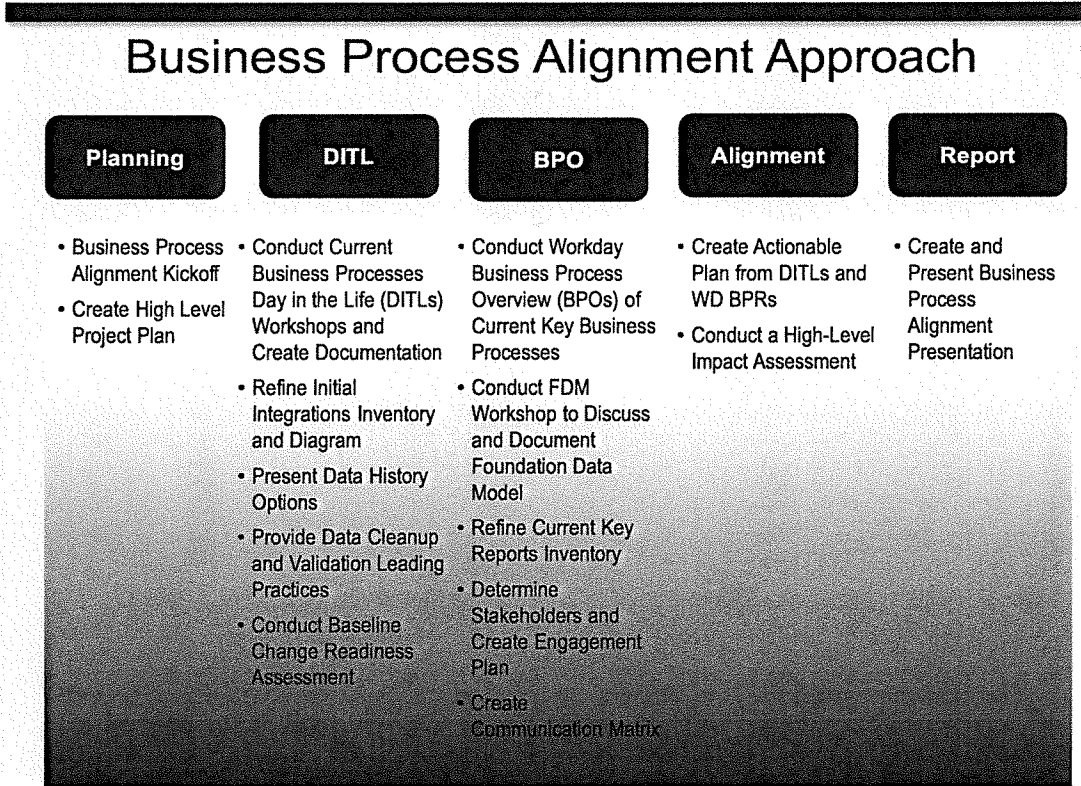 Business Process Alignment Approach
Planning
DITL
BPO
Alignment
Report
• Business Process
Alignment Kickoff
• Create High Level
Project Plan
• Conduct Current
Business Processes
Day in the Life (DITLs)
Workshops and
Create Documentation
• Refine Initial
Integrations Inventory
and Diagram
• Present Data History
Options
• Provide Data Cleanup
and Validation Leading
Practices
• Conduct Baseline
Change Readiness
Assessment
• Conduct Workday
Business Process
Overview (BPOs) of
Current Key Business
Processes
• Conduct FDM
Workshop to Discuss
and Document
Foundation Data
Model
• Refine Current Key
Reports Inventory
• Determine
Stakeholders and
Create Engagement
Plan
• Create
Communication Matrix
• Create Actionable
Plan from DITLs and
WD BPRs
• Conduct a High-Level
Impact Assessment
• Create and
Present Business
Process
Alignment
Presentation